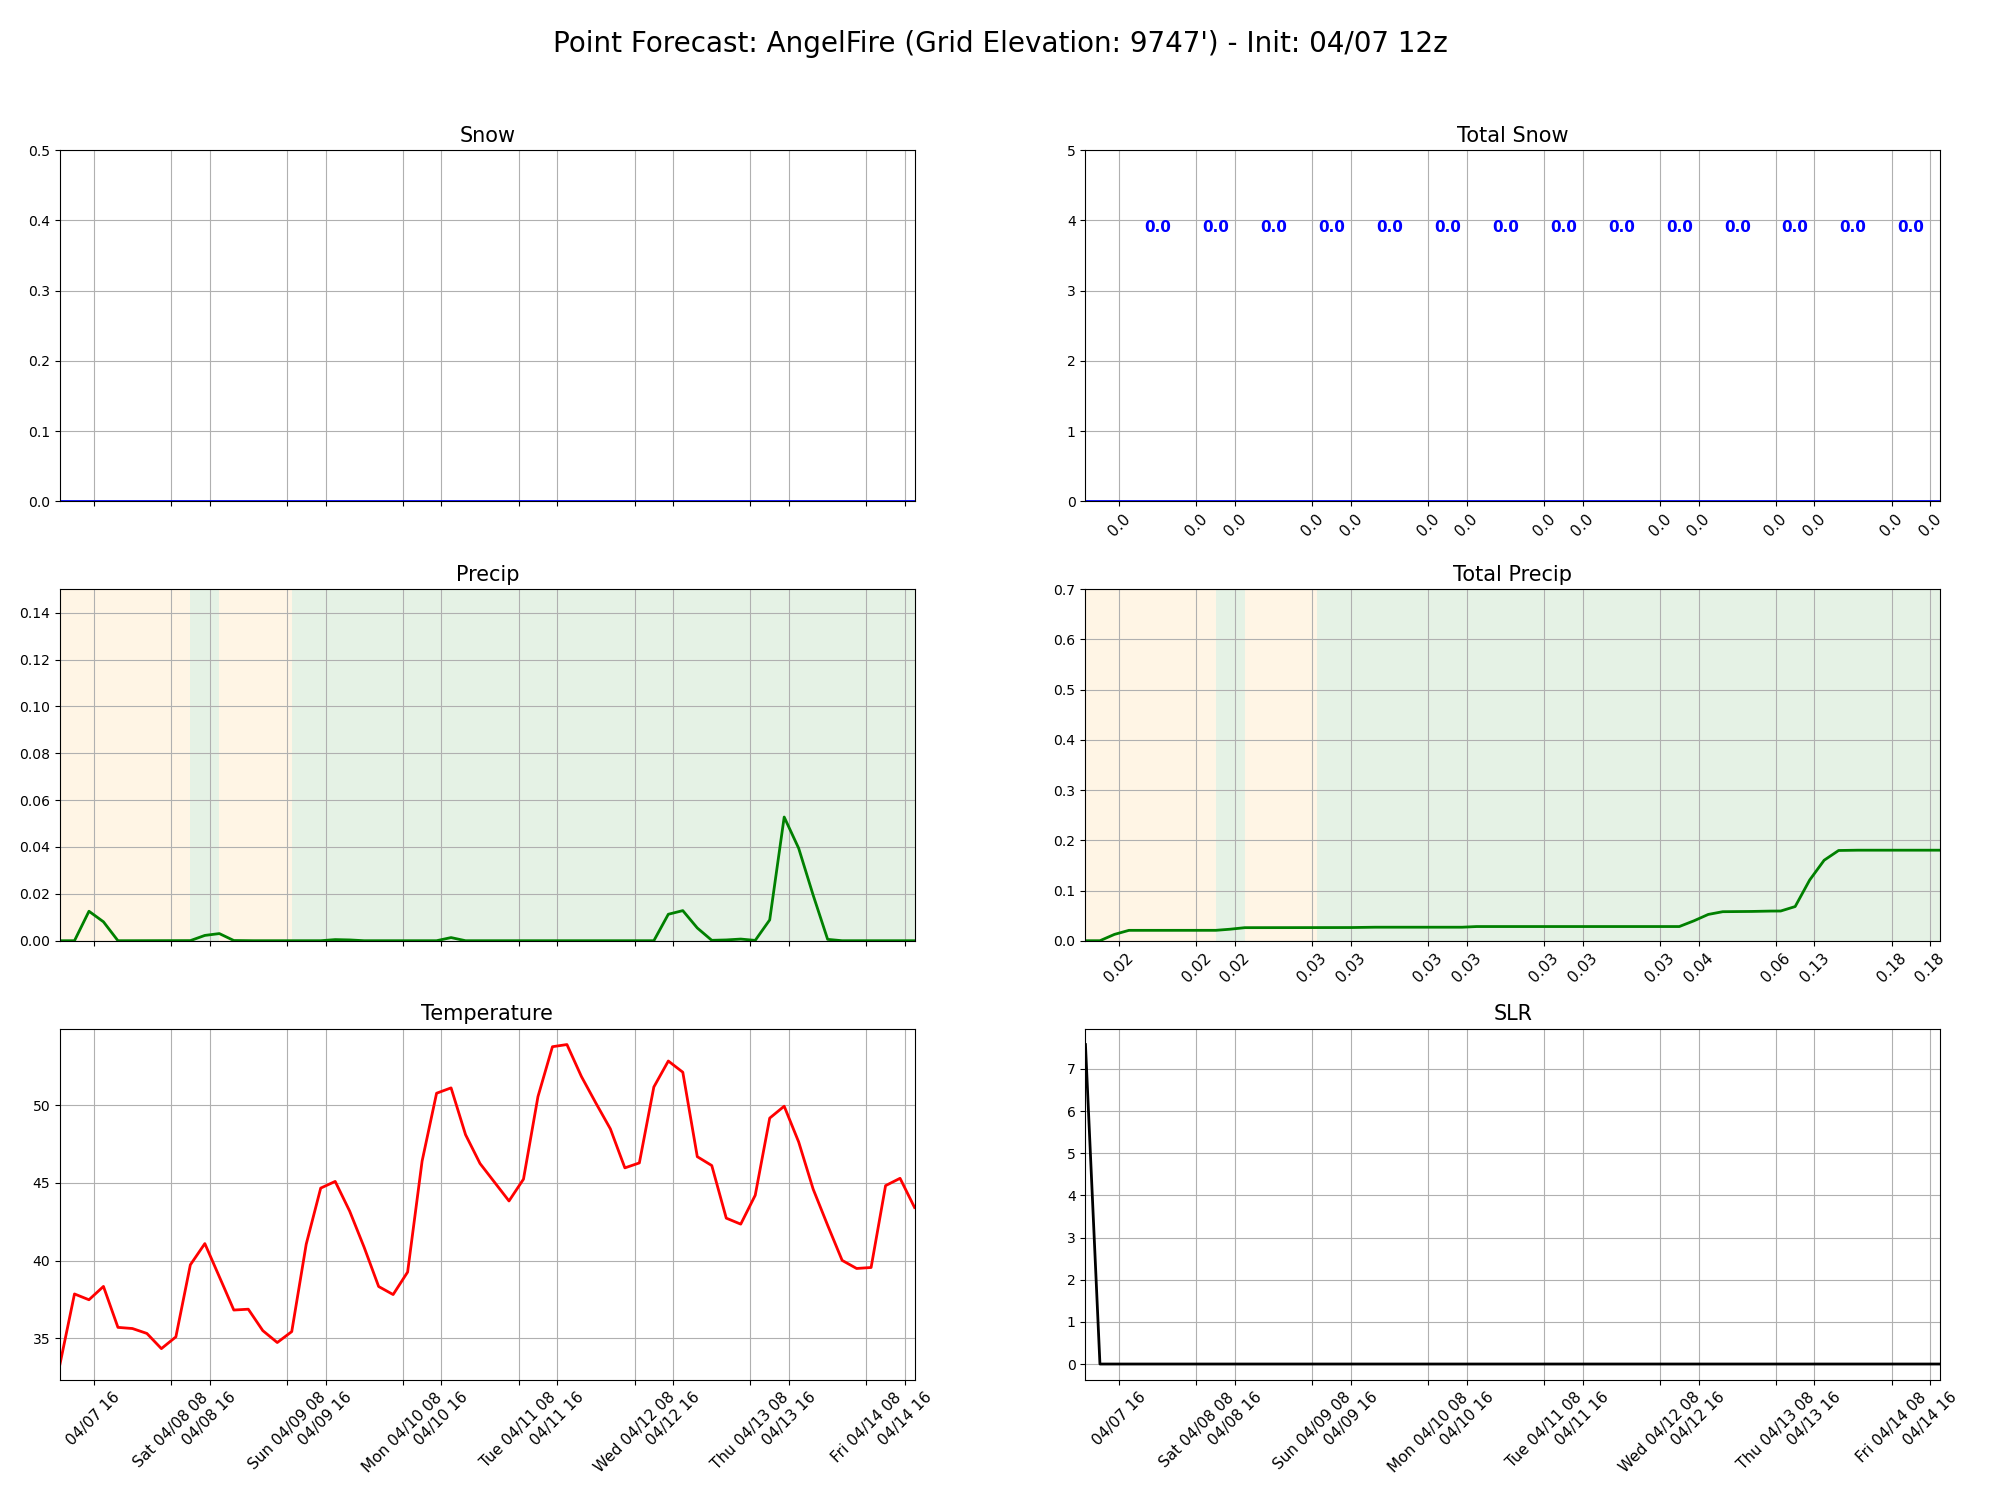 Point Forecast: AngelFire (Grid Elevation: 9747') - Init: 04/07 12z
Snow
0.5
0.4
0.3
0.2
0.1
0.0
Total Snow
5
4
3
2
1
0
0.0 0.0 0.0 0.0 0.0 0.0 0.0 0.0 0.0 0.0 0.0 0.0 0.0 0.0
0.0 0.0 0.0 0.0 0.0 0.0 0.0 0.0 0.0 0.0 0.0 0.0 0.0 0.0 0.0
Precip
0.14
0.12
0.10
0.08
0.06
0.04
0.02
0.00
Total Precip
0.7
0.6
0.5
0.4
0.3
0.2
0.1
0.0
0.02 0.02 0.02 0.03 0.03 0.03 0.03 0.03 0.03 0.03 0.04 0.06 0.13 0.18 0.18
Temperature
50
45
40
35
04/07 16
Sat 04/08 08
04/08 16
Sun 04/09 08
04/09 16
Mon 04/10 08
04/10 16
Tue 04/11 08
04/11 16
Wed 04/12 08
04/12 16
Thu 04/13 08
04/13 16
Fri 04/14 08
04/14 16
SLR
7
6
5
4
3
2
1
0
04/07 16
Sat 04/08 08
04/08 16
Sun 04/09 08
04/09 16
Mon 04/10 08
04/10 16
Tue 04/11 08
04/11 16
Wed 04/12 08
04/12 16
Thu 04/13 08
04/13 16
Fri 04/14 08
04/14 16